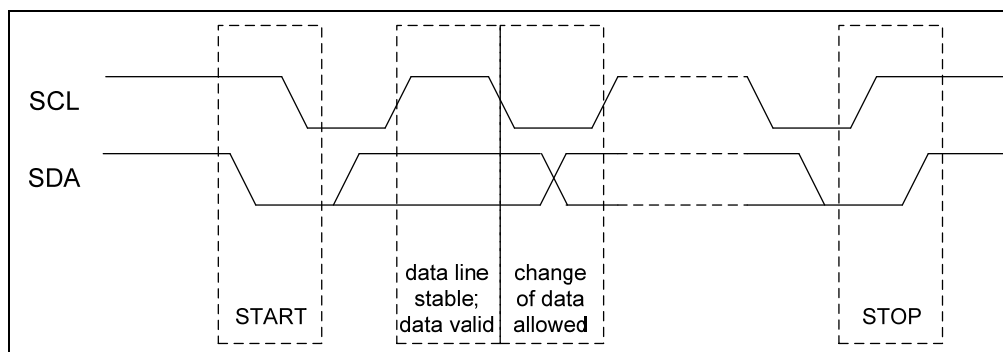 SCL
SDA
START
data line
stable;
data valid
change
of data
allowed
STOP